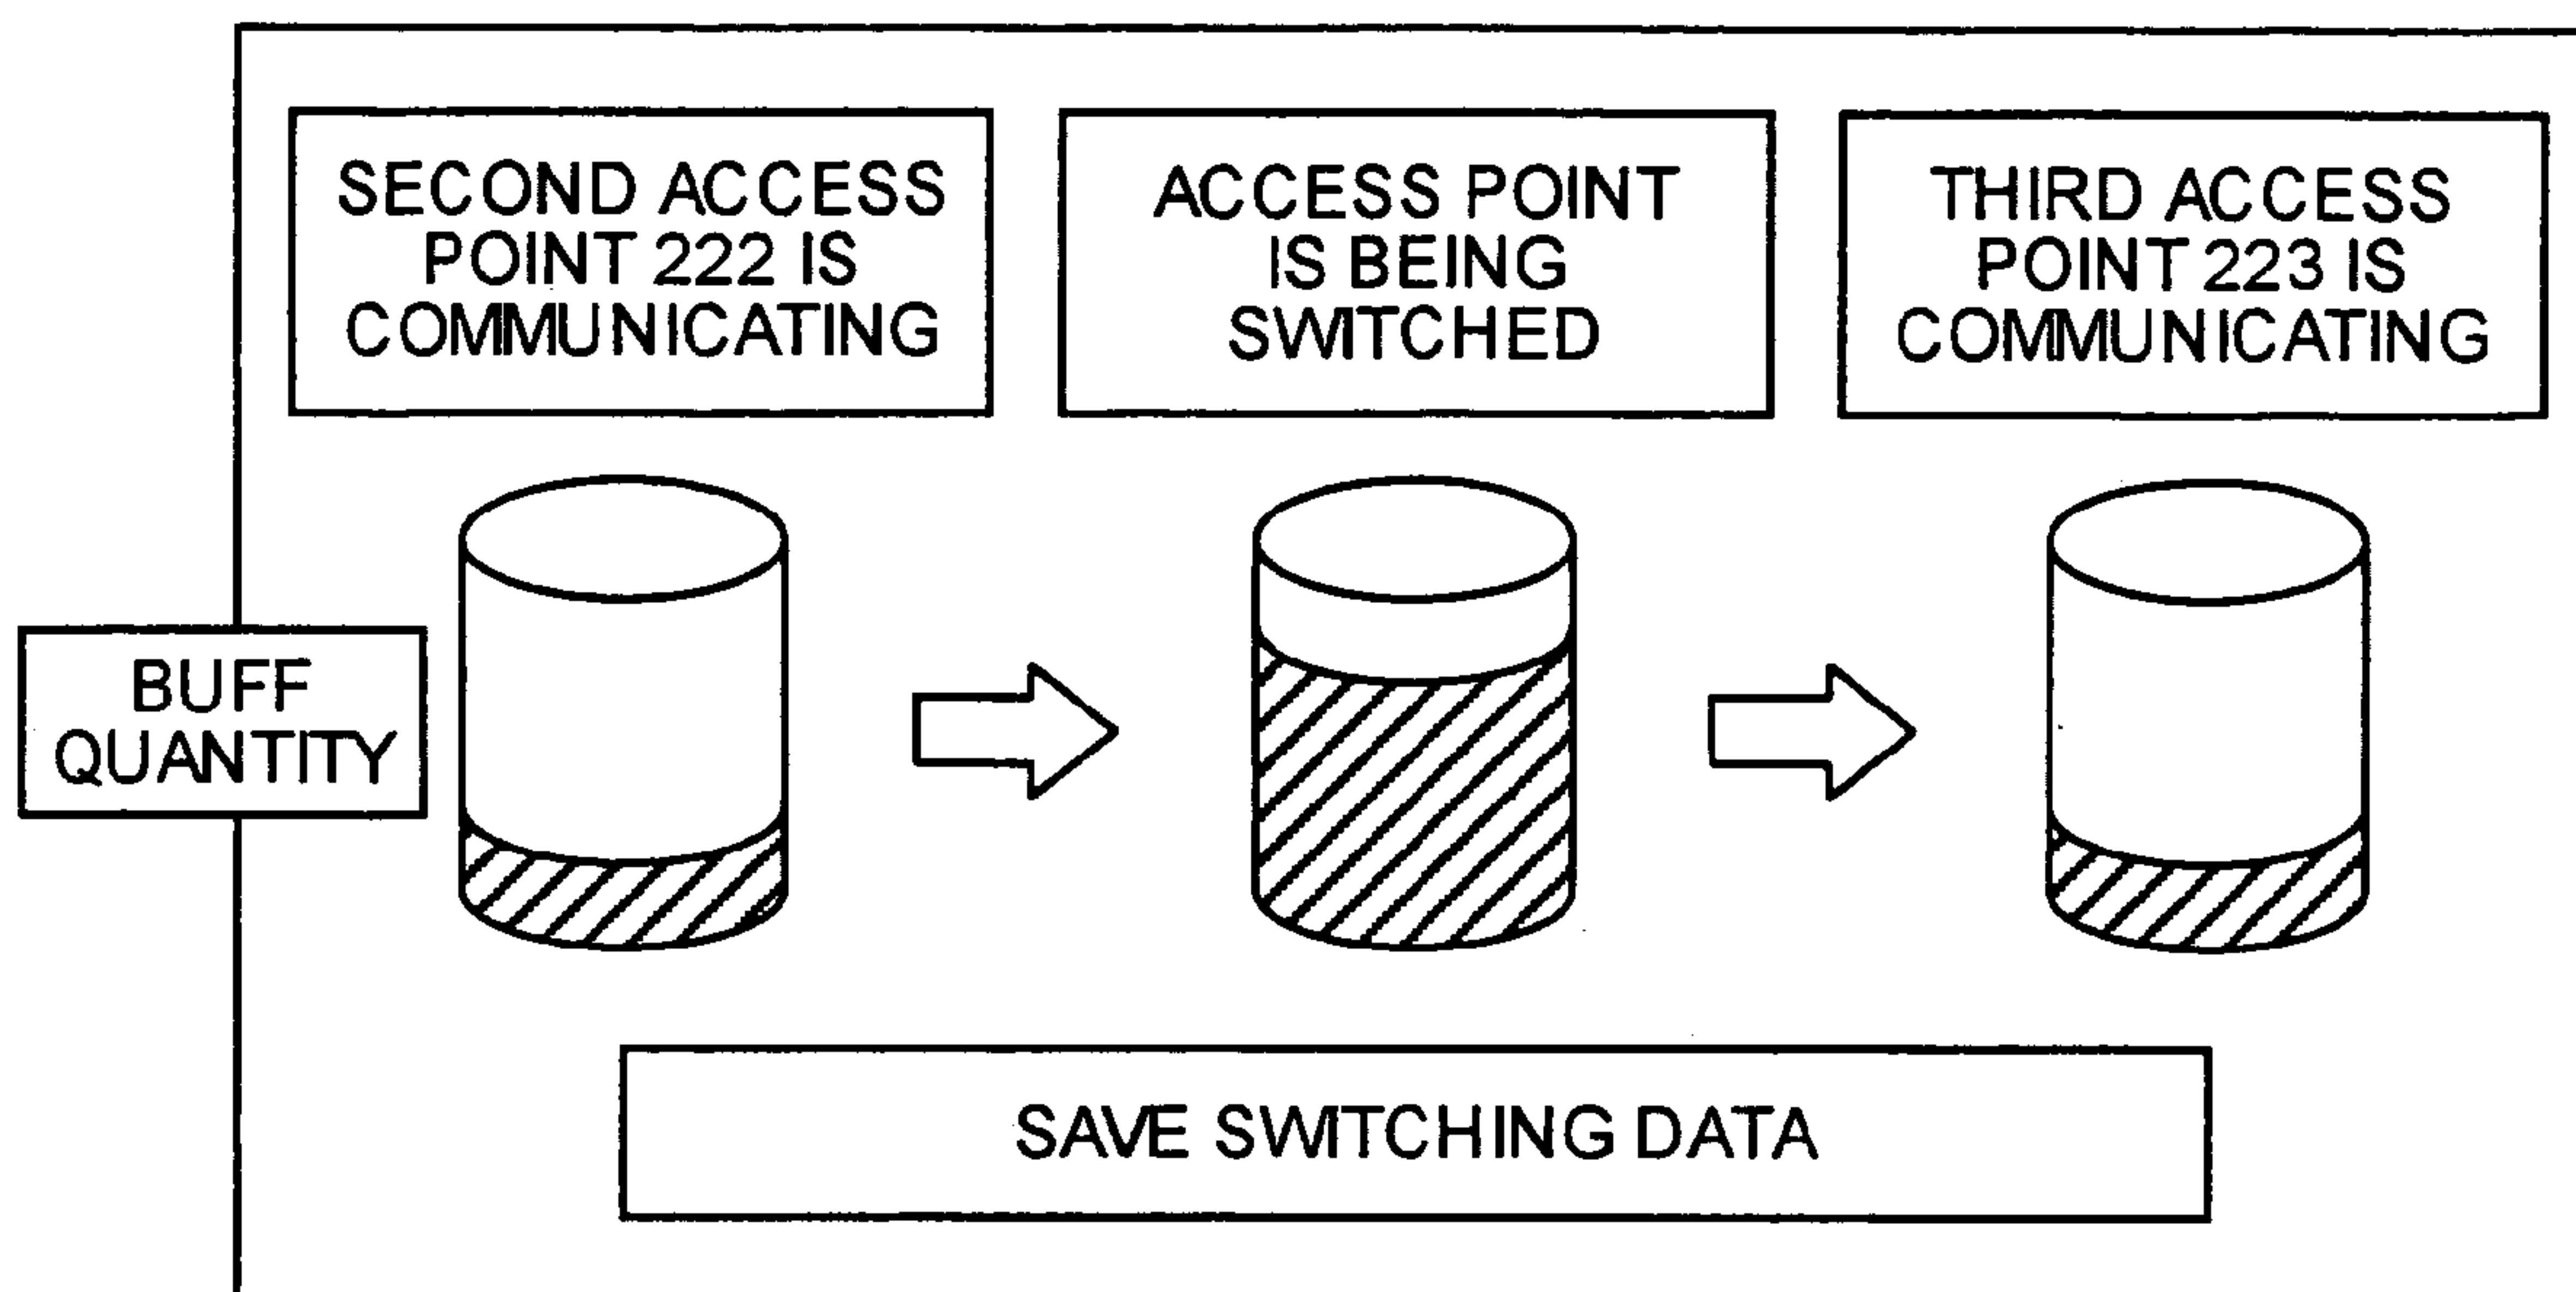 SECOND ACCESS
POINT 222 IS
COMMUNICATING
ACCESS POINT
IS BEING
SWITCHED
THIRD ACCESS
POINT 223 IS
COMMUNICATING
BUFF
QUANTITY
SAVE SWITCHING DATA